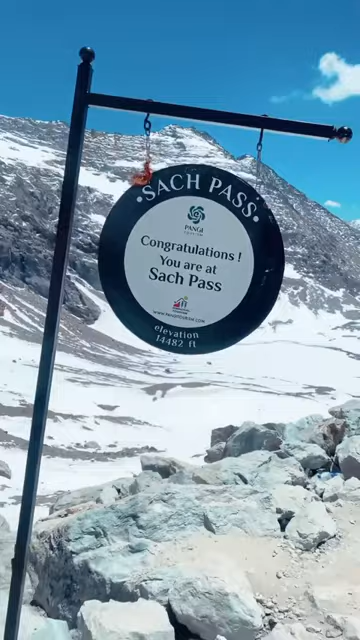 •SACH PASS•
PANGI
Congratulations !
You are at
Sach Pass
elevation
14482 ft